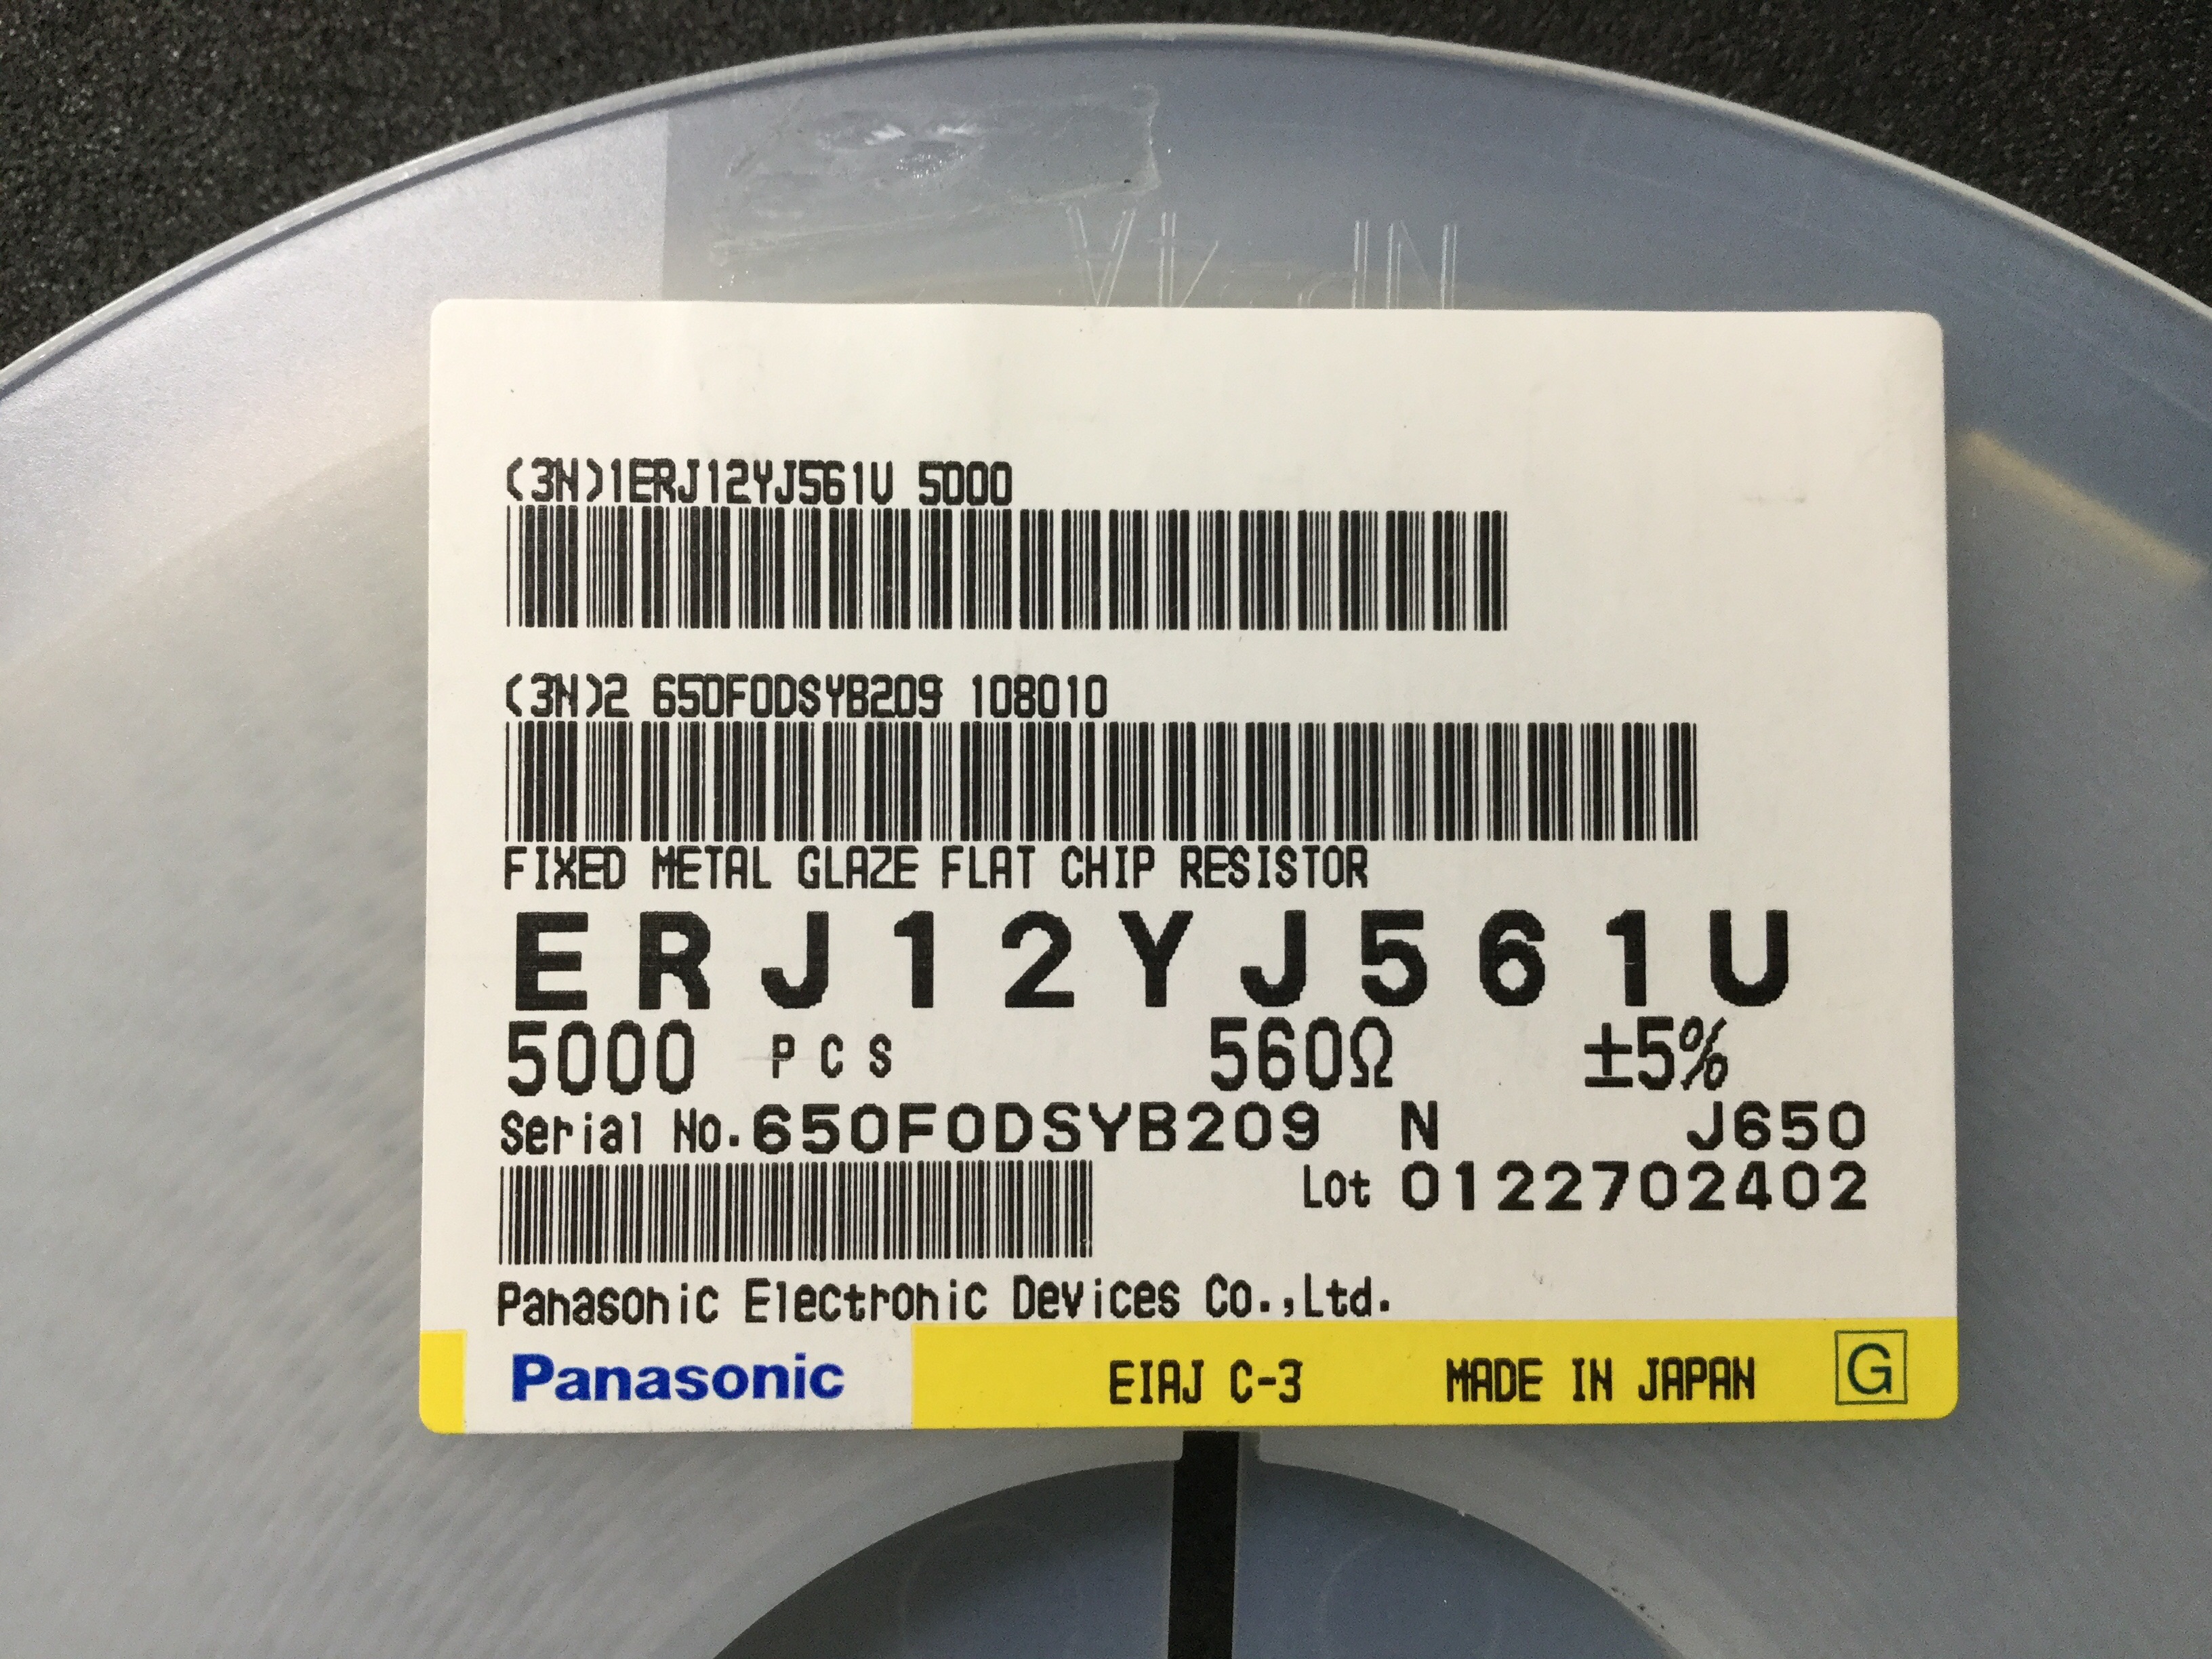 (3N)1ERJ12YJ561U 5000
(3N)2 650F0DSYB209 108010
FIXED METAL GLAZE FLAT CHIP RESISTOR
ERJ12YJ561U
5000 PCS 560Ω ±5%
Serial No.650F0DSYB209 N J650
Lot 0122702402
Panasonic Electronic Devices Co.,Ltd.
Panasonic EIAJ C-3 MADE IN JAPAN G